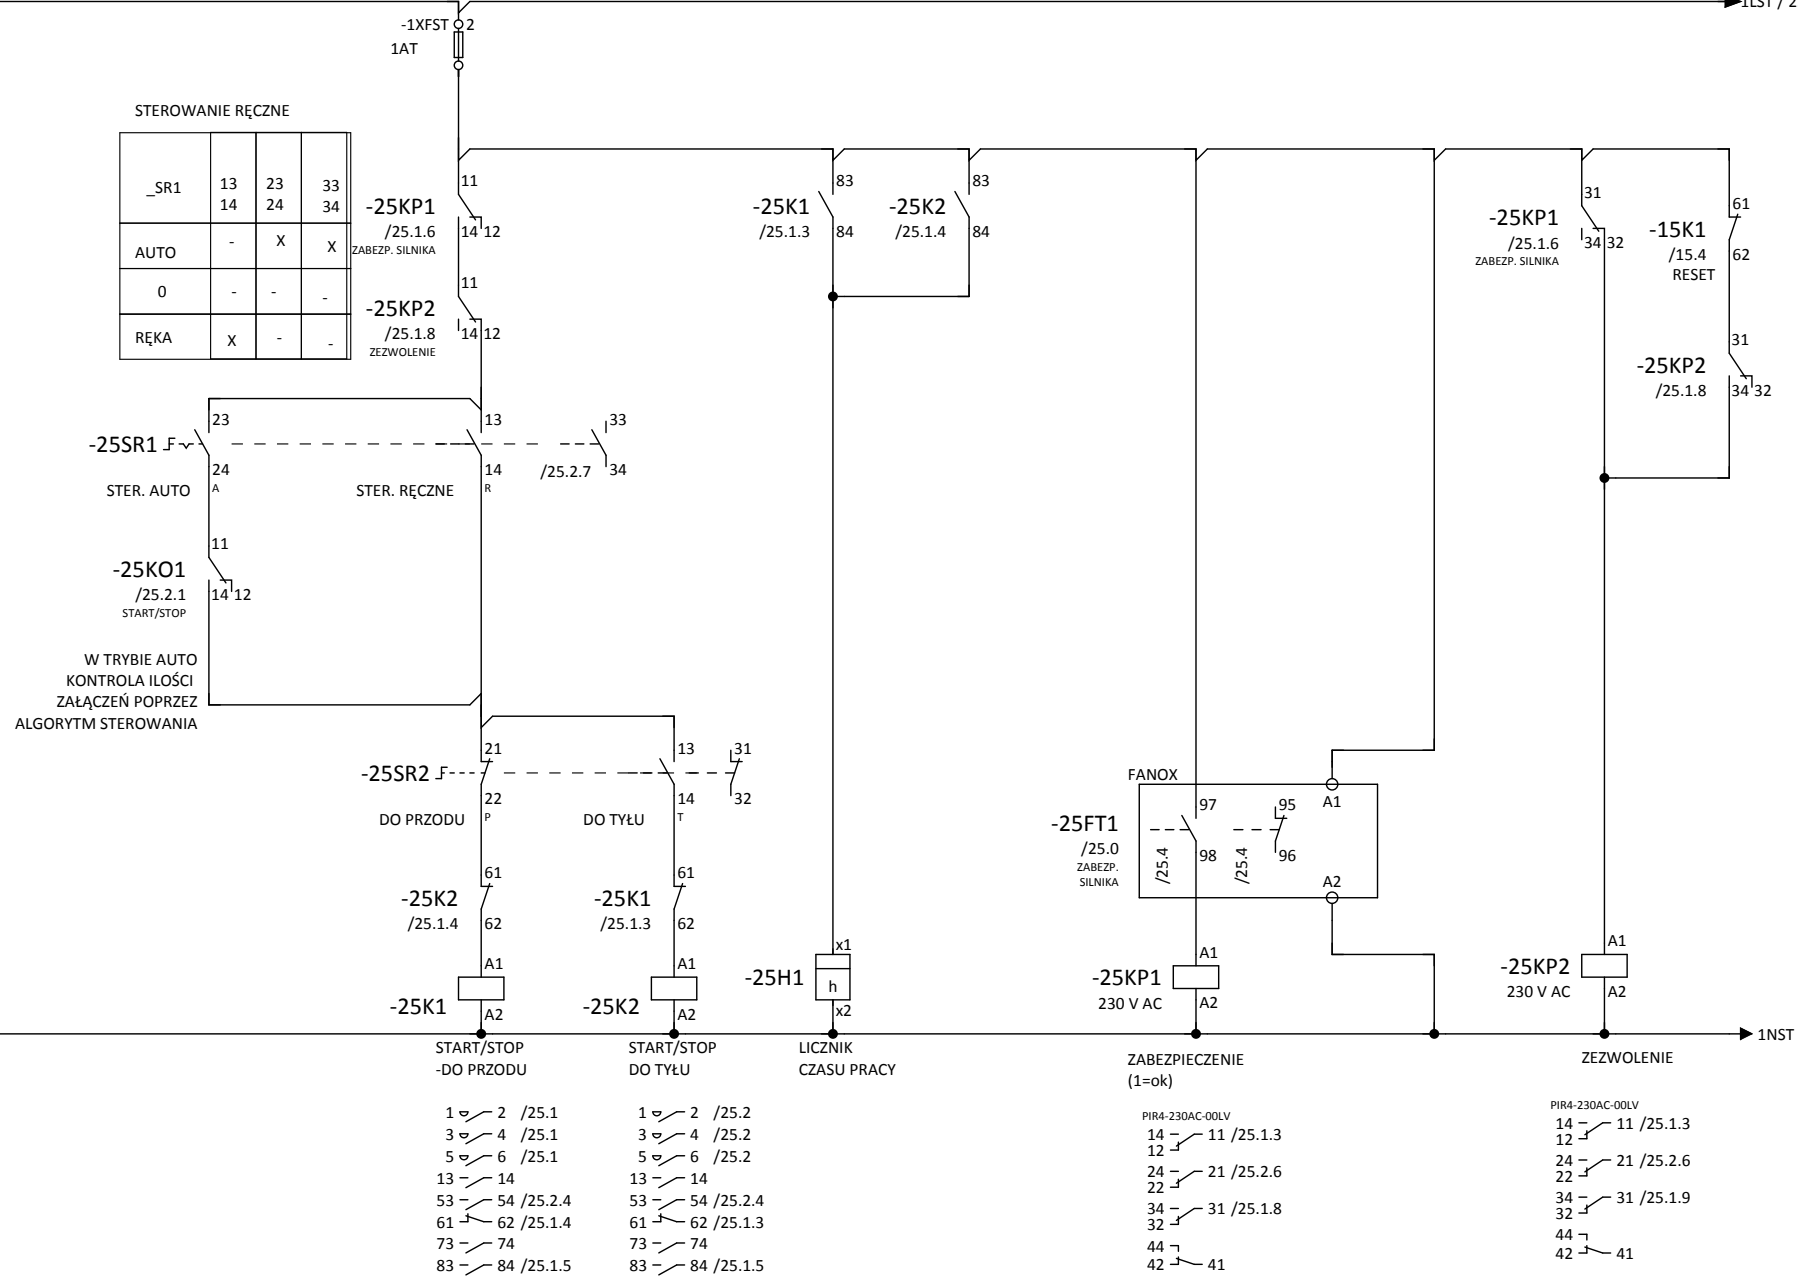 1LST / 2
-1XFST 2
1AT
STEROWANIE RĘCZNE
_SR1 13 14 23 24 33 34
AUTO - X X
0 - - -
RĘKA X - -
11
-25KP1
/25.1.6
14 12
ZABEZP. SILNIKA
11
-25KP2
/25.1.8
14 12
ZEZWOLENIE
83
-25K1
/25.1.3
84
83
-25K2
/25.1.4
84
31
-25KP1
/25.1.6
34 32
ZABEZP. SILNIKA
61
-15K1
/15.4
62
RESET
31
-25KP2
/25.1.8
34 32
23
-25SR1
24
STER. AUTO A
13
14
STER. RĘCZNE R
33
/25.2.7 34
11
-25KO1
/25.2.1
14 12
START/STOP
W TRYBIE AUTO
KONTROLA ILOŚCI
ZAŁĄCZEŃ POPRZEZ
ALGORYTM STEROWANIA
21
-25SR2
22
DO PRZODU P
13
14
DO TYŁU T
31
32
61
-25K2
/25.1.4
62
61
-25K1
/25.1.3
62
A1
-25K1
A2
A1
-25K2
A2
x1
-25H1
h
x2
FANOX
-25FT1
/25.0
ZABEZP.
SILNIKA
97
98
/25.4
95
96
/25.4
A1
A2
A1
-25KP1
230 V AC
A2
A1
-25KP2
230 V AC
A2
1NST
START/STOP
-DO PRZODU
START/STOP
DO TYŁU
LICZNIK
CZASU PRACY
ZABEZPIECZENIE
(1=ok)
ZEZWOLENIE
1 2 /25.1
3 4 /25.1
5 6 /25.1
13 14
53 54 /25.2.4
61 62 /25.1.4
73 74
83 84 /25.1.5
1 2 /25.2
3 4 /25.2
5 6 /25.2
13 14
53 54 /25.2.4
61 62 /25.1.3
73 74
83 84 /25.1.5
PIR4-230AC-00LV
14 11 /25.1.3
12
24 21 /25.2.6
22
34 31 /25.1.8
32
44
42 41
PIR4-230AC-00LV
14 11 /25.1.3
12
24 21 /25.2.6
22
34 31 /25.1.9
32
44
42 41